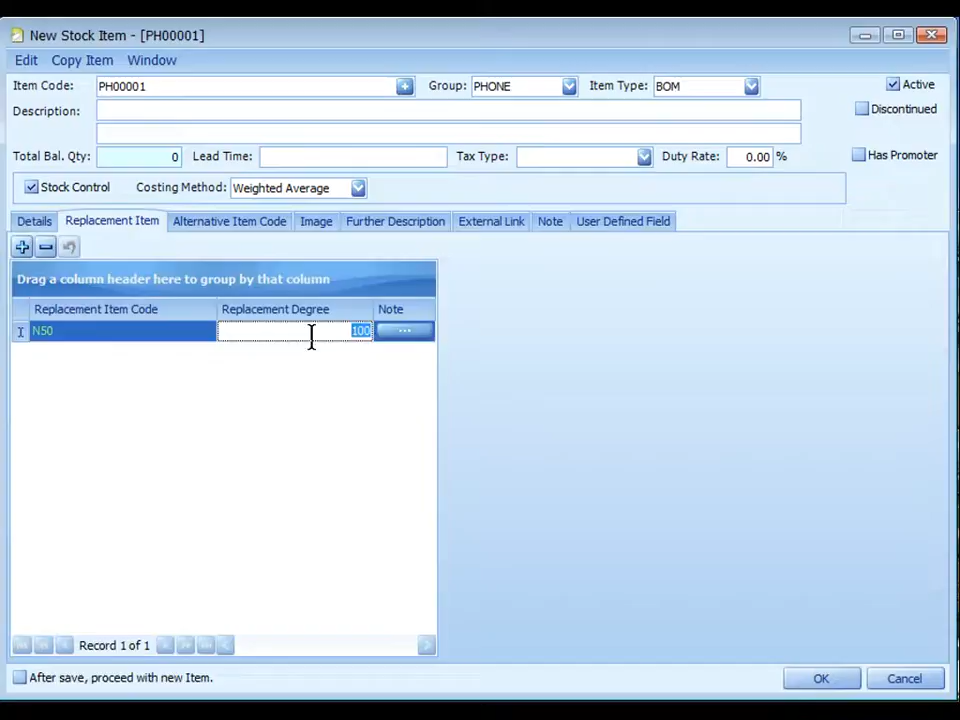 New Stock Item - [PH00001]
Edit Copy Item Window
Item Code: PH00001 Group: PHONE Item Type: BOM Active
Description: Discontinued
Total Bal. Qty: 0 Lead Time: Tax Type: Duty Rate: 0.00 % Has Promoter
Stock Control Costing Method: Weighted Average
Details Replacement Item Alternative Item Code Image Further Description External Link Note User Defined Field
Drag a column header here to group by that column
Replacement Item Code Replacement Degree Note
N50 100 ...
Record 1 of 1
After save, proceed with new Item. OK Cancel